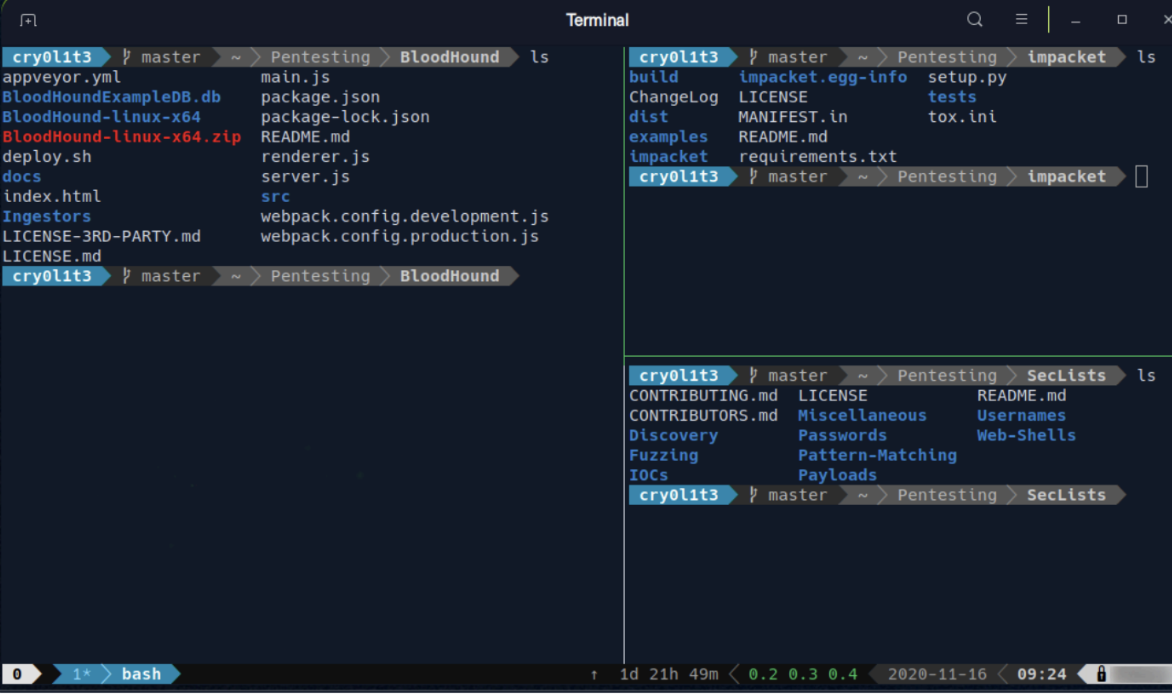 Terminal
cry0l1t3 master ~ Pentesting BloodHound ls
appveyor.yml main.js
BloodHoundExampleDB.db package.json
BloodHound-linux-x64 package-lock.json
BloodHound-linux-x64.zip README.md
deploy.sh renderer.js
docs server.js
index.html src
Ingestors webpack.config.development.js
LICENSE-3RD-PARTY.md webpack.config.production.js
LICENSE.md
cry0l1t3 master ~ Pentesting BloodHound
cry0l1t3 master ~ Pentesting impacket ls
build impacket.egg-info setup.py
ChangeLog LICENSE tests
dist MANIFEST.in tox.ini
examples README.md
impacket requirements.txt
cry0l1t3 master ~ Pentesting impacket
cry0l1t3 master ~ Pentesting SecLists ls
CONTRIBUTING.md LICENSE README.md
CONTRIBUTORS.md Miscellaneous Usernames
Discovery Passwords Web-Shells
Fuzzing Pattern-Matching
IOCs Payloads
cry0l1t3 master ~ Pentesting SecLists
0 1* bash ↑ 1d 21h 49m 0.2 0.3 0.4 2020-11-16 09:24